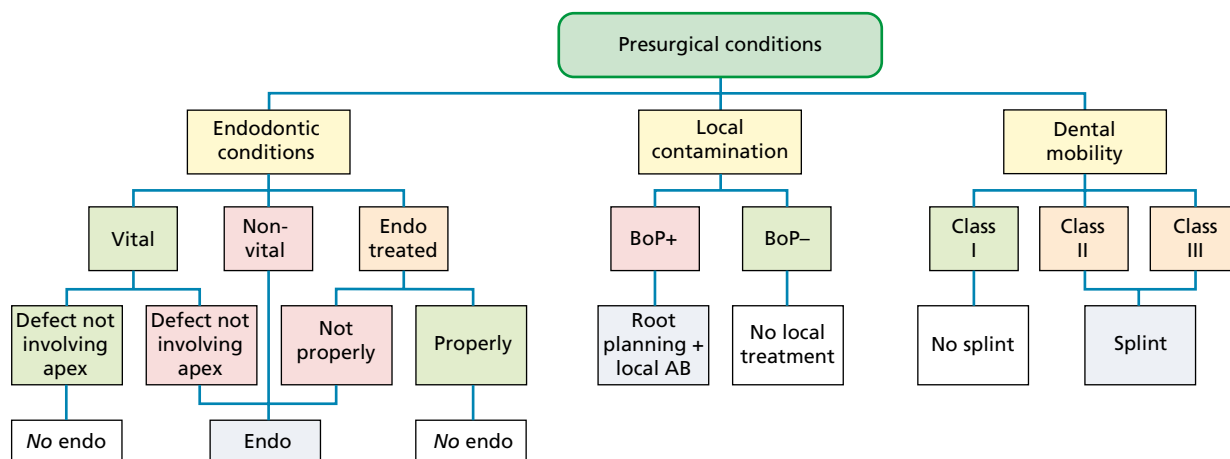 Presurgical conditions
Endodontic
conditions
Local
contamination
Dental
mobility
Vital
Non-
vital
Endo
treated
BoP+
BoP–
Class
I
Class
II
Class
III
Defect not
involving
apex
Defect not
involving
apex
Not
properly
Properly
Root
planning +
local AB
No local
treatment
No splint
Splint
No endo
Endo
No endo